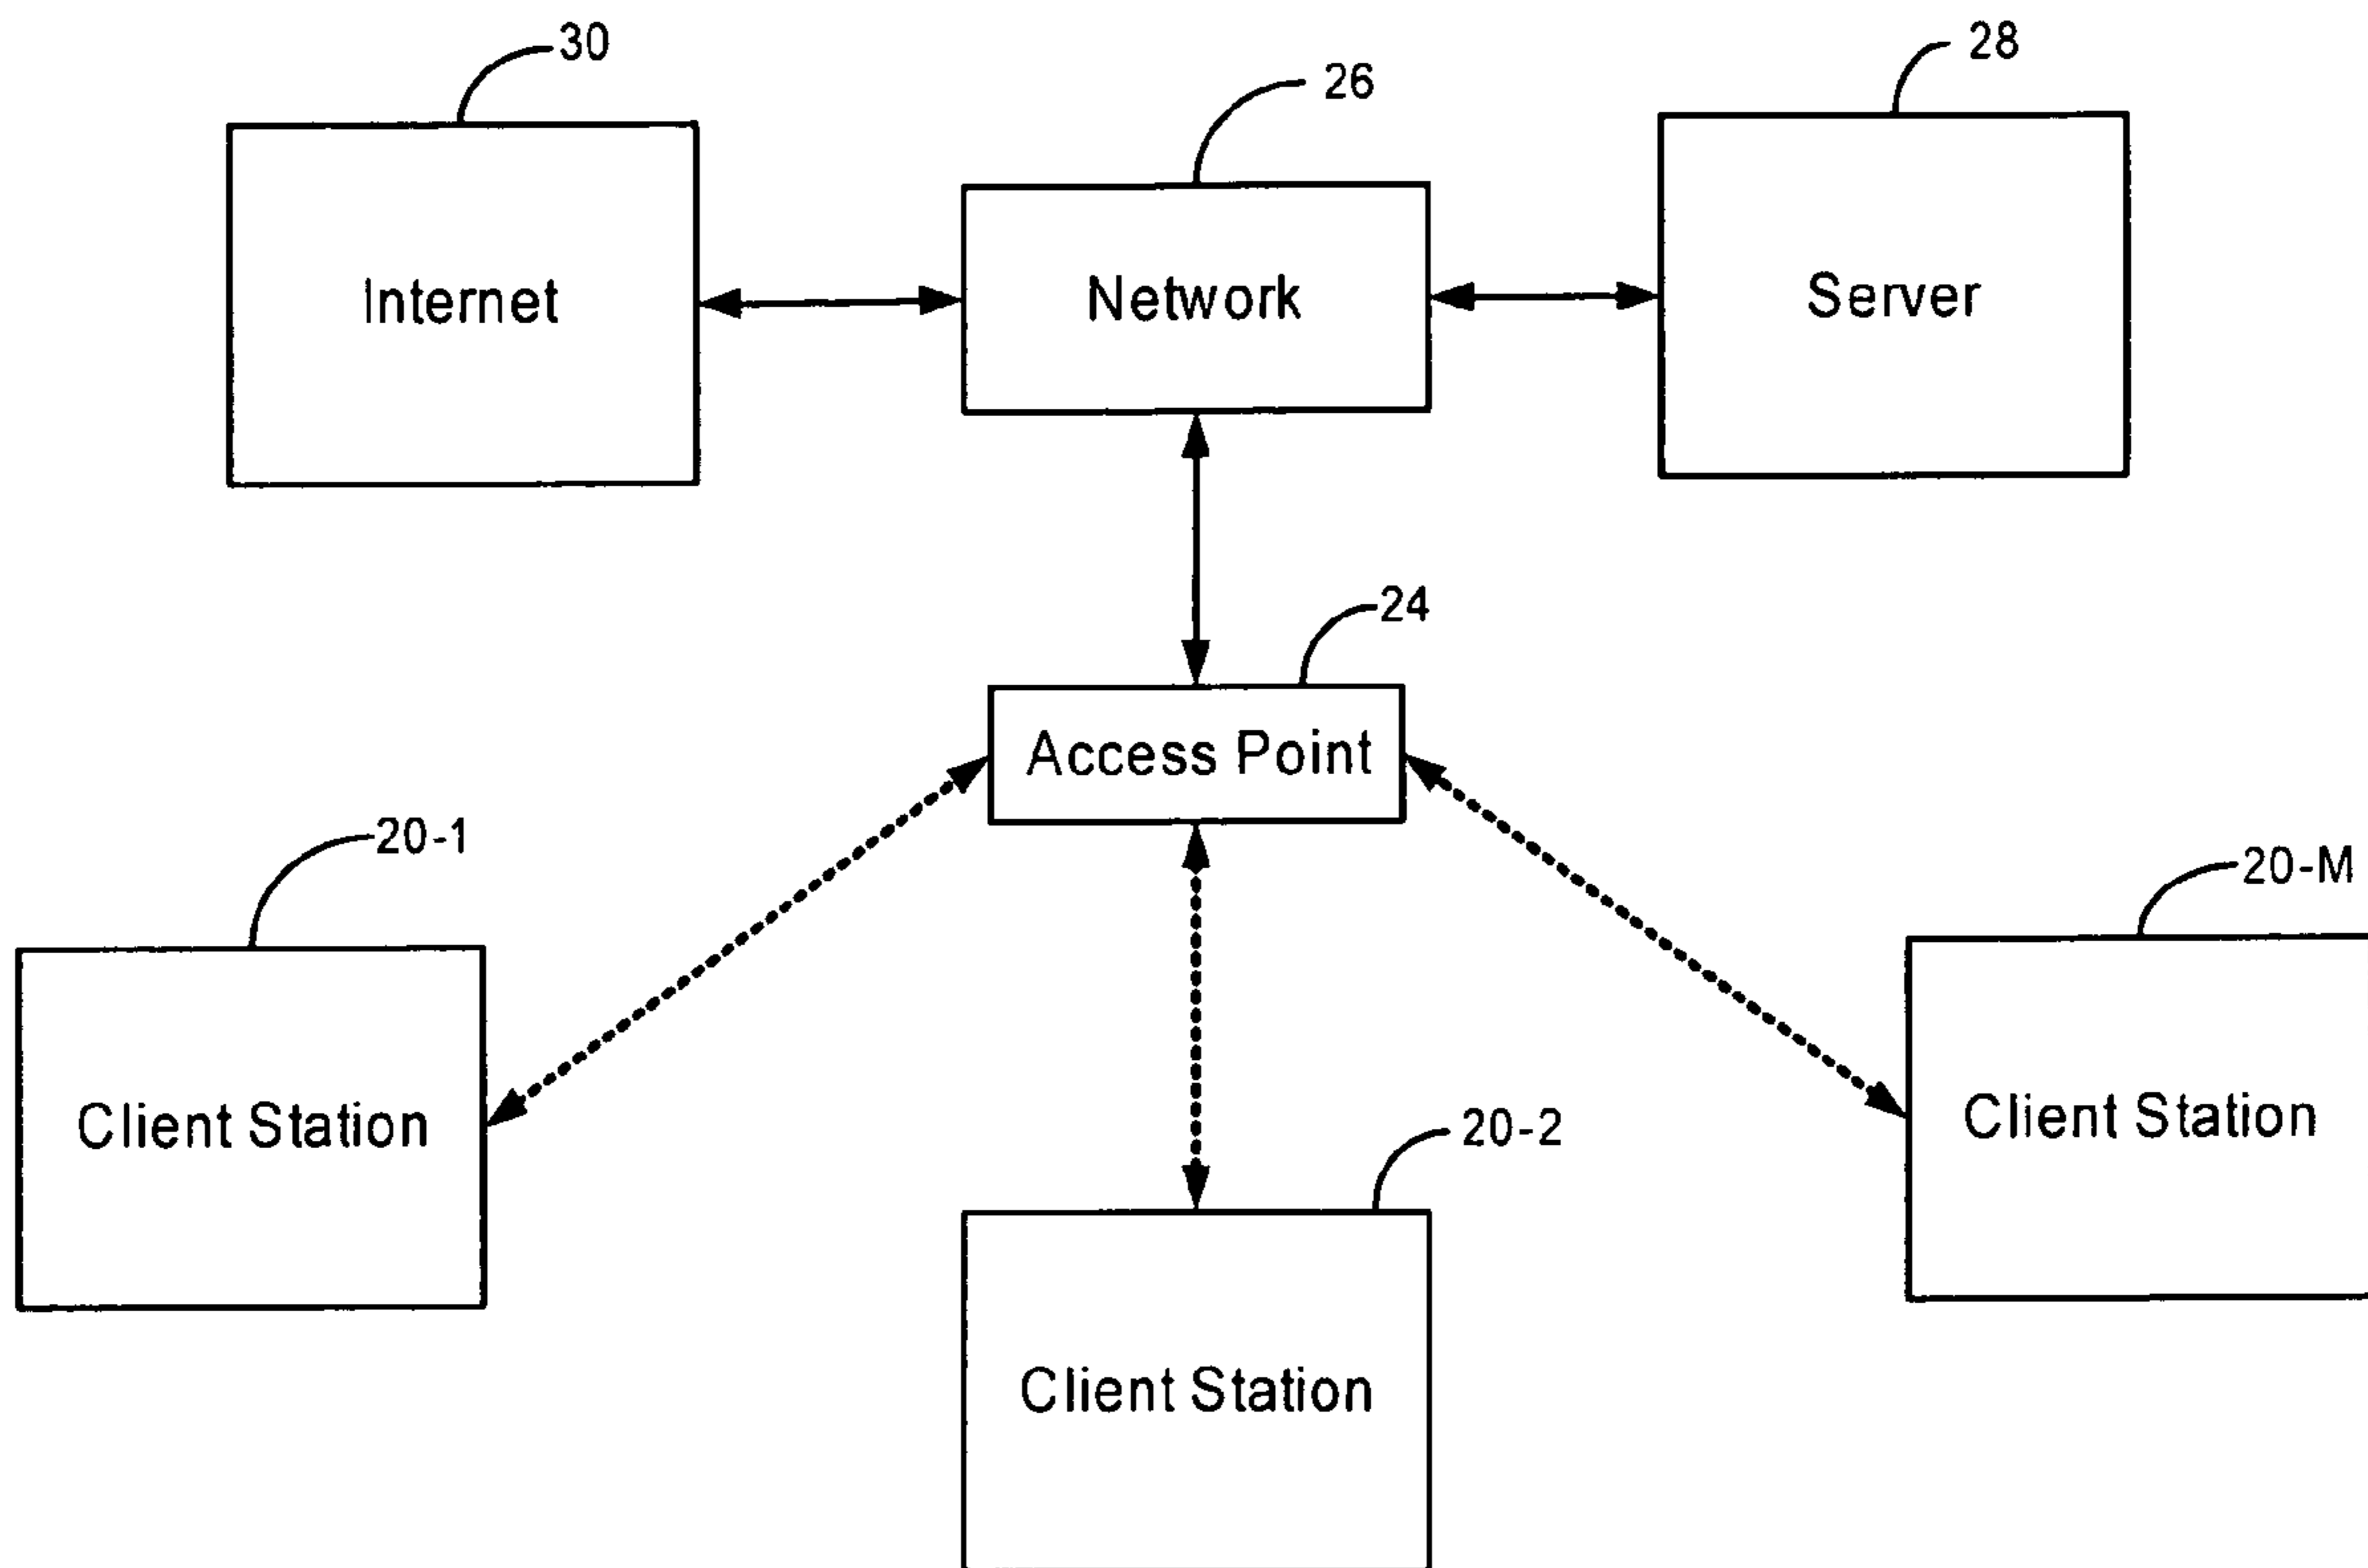 30
26
28
Internet
Network
Server
24
Access Point
20-1
20-M
Client Station
20-2
Client Station
Client Station